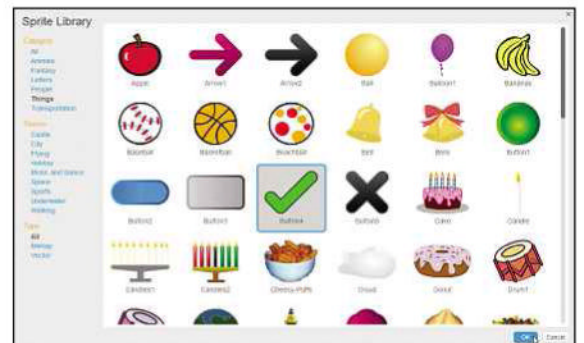 Sprite Library
Category
All
Animals
Fantasy
Letters
People
Things
Transportation
Theme
Castle
City
Flying
Holiday
Music and Dance
Space
Sports
Underwater
Walking
Type
All
Bitmap
Vector
Apple
Arrow1
Arrow2
Ball
Balloon1
Bananas
Baseball
Basketball
Beachball
Bell
Bells
Button1
Button2
Button3
Button4
Button5
Cake
Candle
Candles1
Candles2
Cheesy-Puffs
Cloud
Donut
Drum1
OK
Cancel